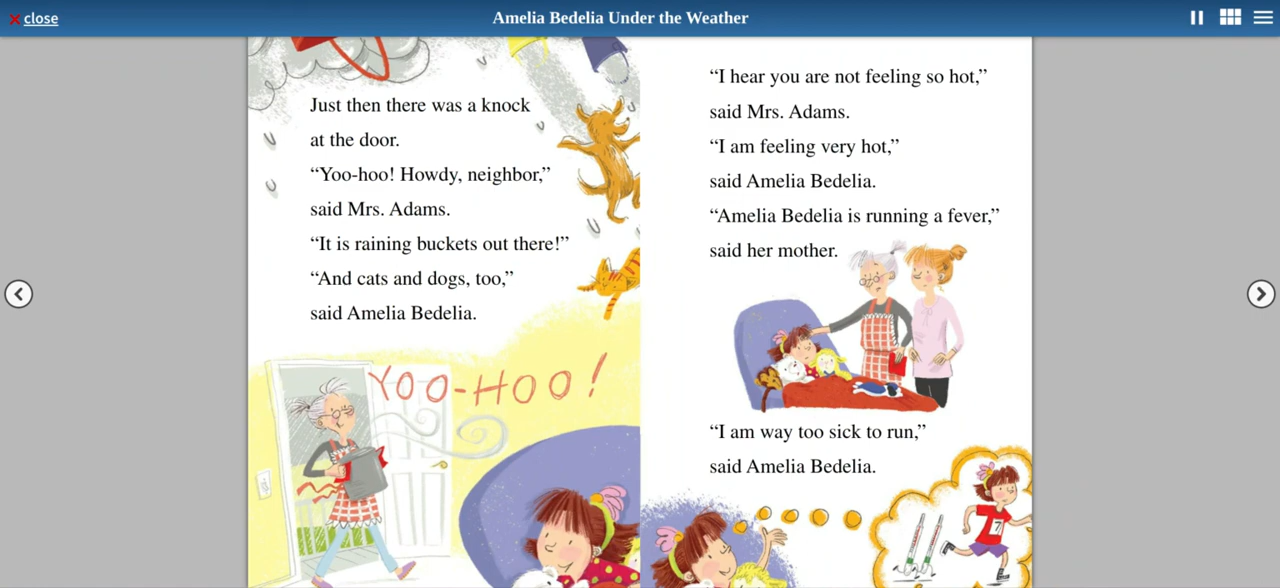 close
Amelia Bedelia Under the Weather
Just then there was a knock
at the door.
“Yoo-hoo! Howdy, neighbor,”
said Mrs. Adams.
“It is raining buckets out there!”
“And cats and dogs, too,”
said Amelia Bedelia.
YOO-HOO!
“I hear you are not feeling so hot,”
said Mrs. Adams.
“I am feeling very hot,”
said Amelia Bedelia.
“Amelia Bedelia is running a fever,”
said her mother.
“I am way too sick to run,”
said Amelia Bedelia.
7